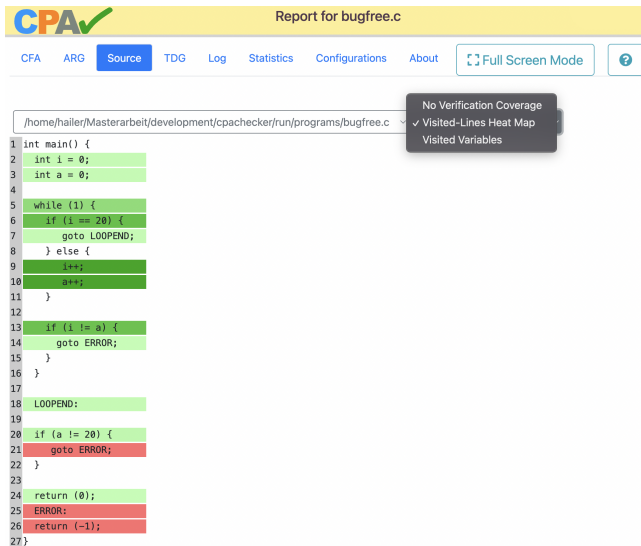 CPA
Report for bugfree.c
CFA ARG Source TDG Log Statistics Configurations About Full Screen Mode ?
No Verification Coverage
/home/hailer/Masterarbeit/development/cpachecker/run/programs/bugfree.c ✓ Visited-Lines Heat Map
Visited Variables
1 int main() {
2   int i = 0;
3   int a = 0;
4
5   while (1) {
6     if (i == 20) {
7        goto LOOPEND;
8     } else {
9        i++;
10        a++;
11     }
12
13     if (i != a) {
14       goto ERROR;
15     }
16   }
17
18   LOOPEND:
19
20   if (a != 20) {
21      goto ERROR;
22   }
23
24   return (0);
25   ERROR:
26   return (-1);
27 }